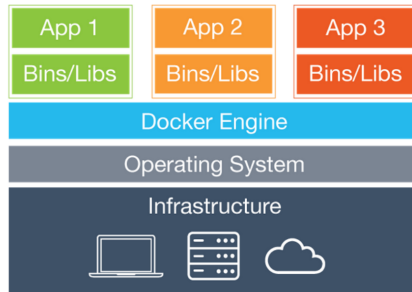 App 1
App 2
App 3
Bins/Libs
Bins/Libs
Bins/Libs
Docker Engine
Operating System
Infrastructure